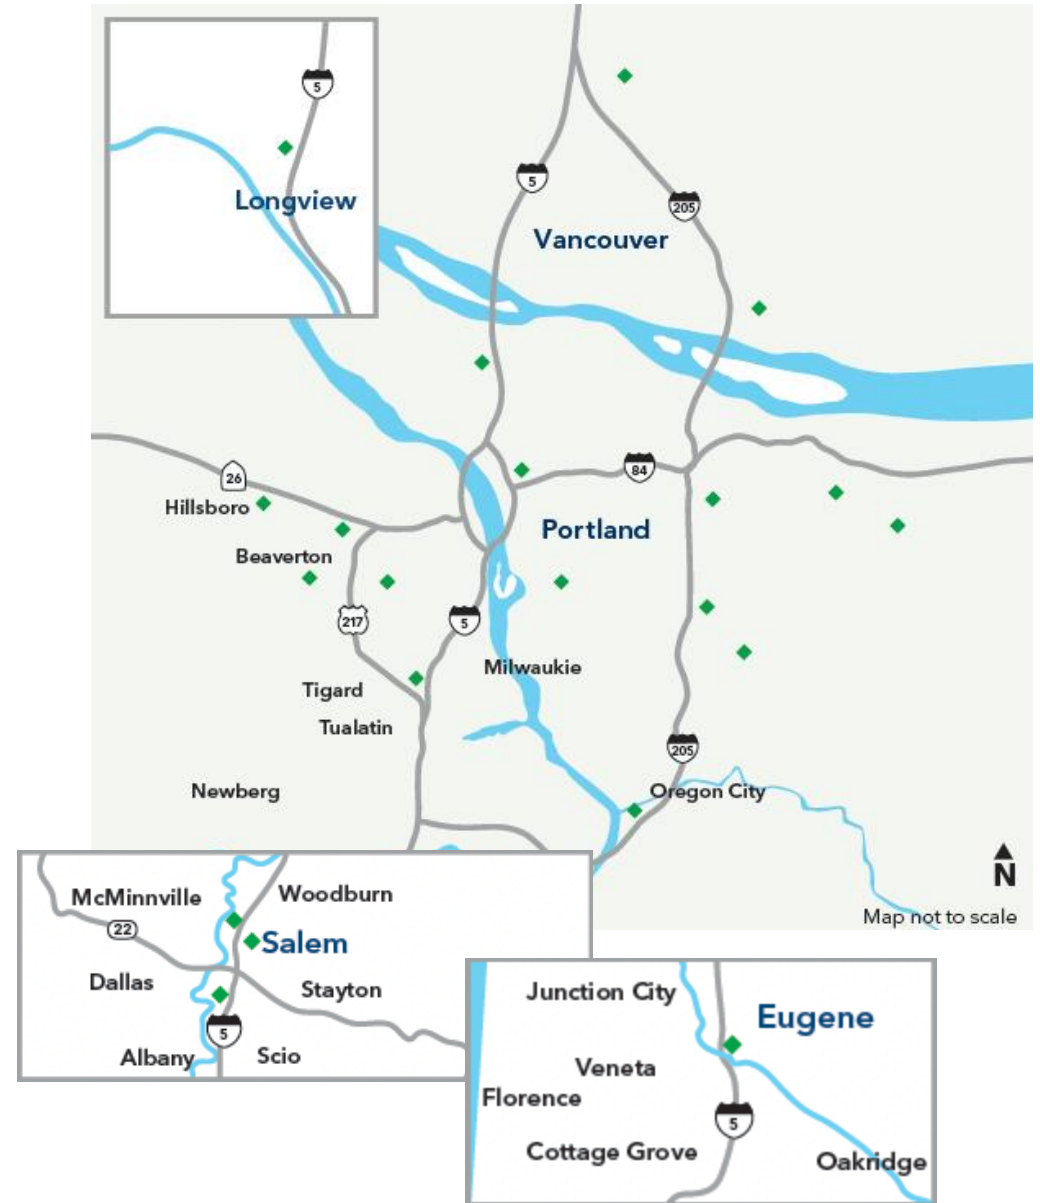 5
Longview
5
205
Vancouver
26
84
Hillsboro
Portland
Beaverton
217
5
Milwaukie
Tigard
Tualatin
205
Newberg
Oregon City
N
Map not to scale
McMinnville
Woodburn
22
Salem
Dallas
Stayton
5
Albany
Scio
Junction City
Eugene
Veneta
Florence
5
Cottage Grove
Oakridge